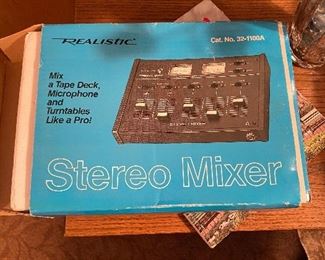 REALISTIC
Cat. No. 32-1100A
Mix
a Tape Deck,
Microphone
and
Turntables
Like a Pro!
Stereo Mixer